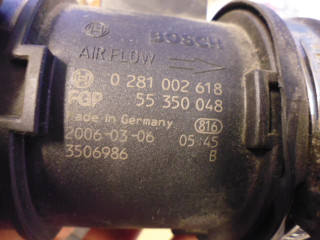 BOSCH
AIR FLOW
0 281 002 618
FGP 55 350 048
Made in Germany 816
2006-03-06 05:45
3506986 B